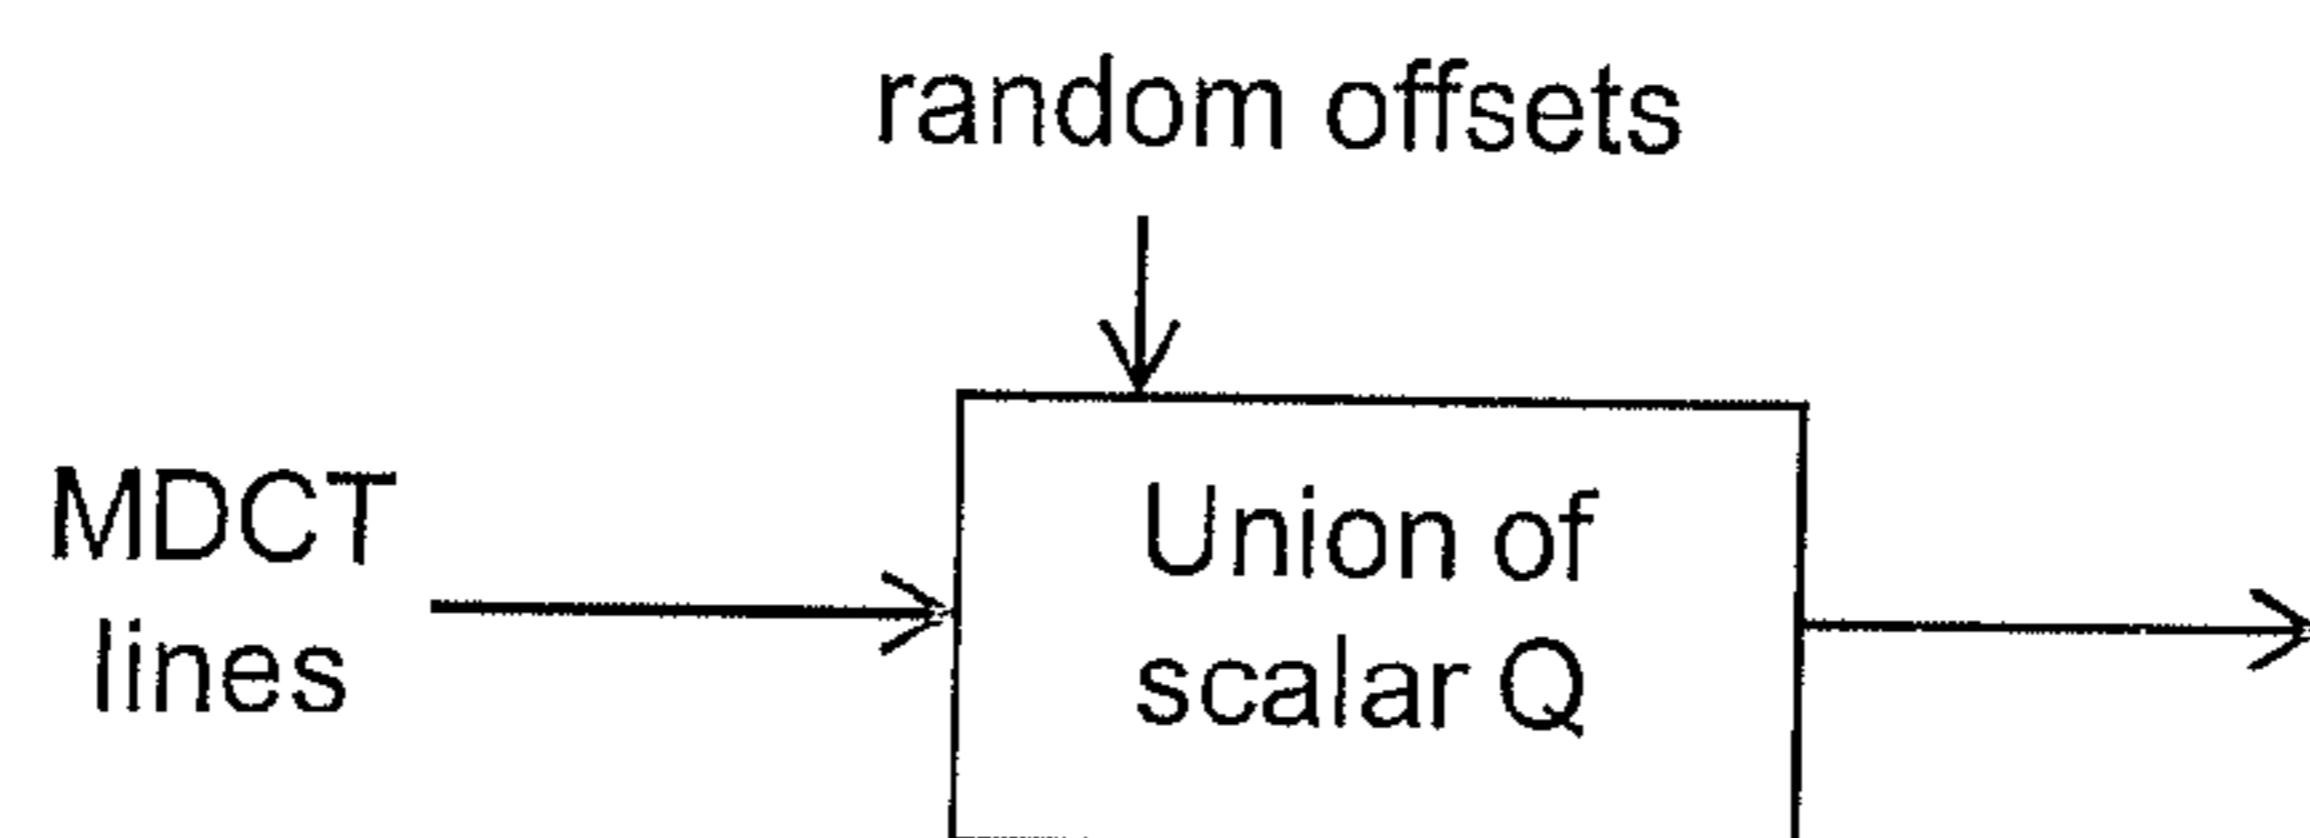 random offsets
MDCT
lines
Union of
scalar Q